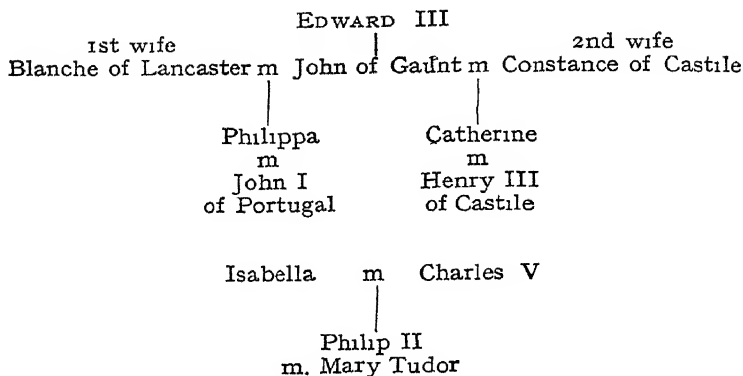 EDWARD III
1st wife 2nd wife
Blanche of Lancaster m John of Gaunt m Constance of Castile
Philippa Catherine
m m
John I Henry III
of Portugal of Castile
Isabella m Charles V
Philip II
m. Mary Tudor